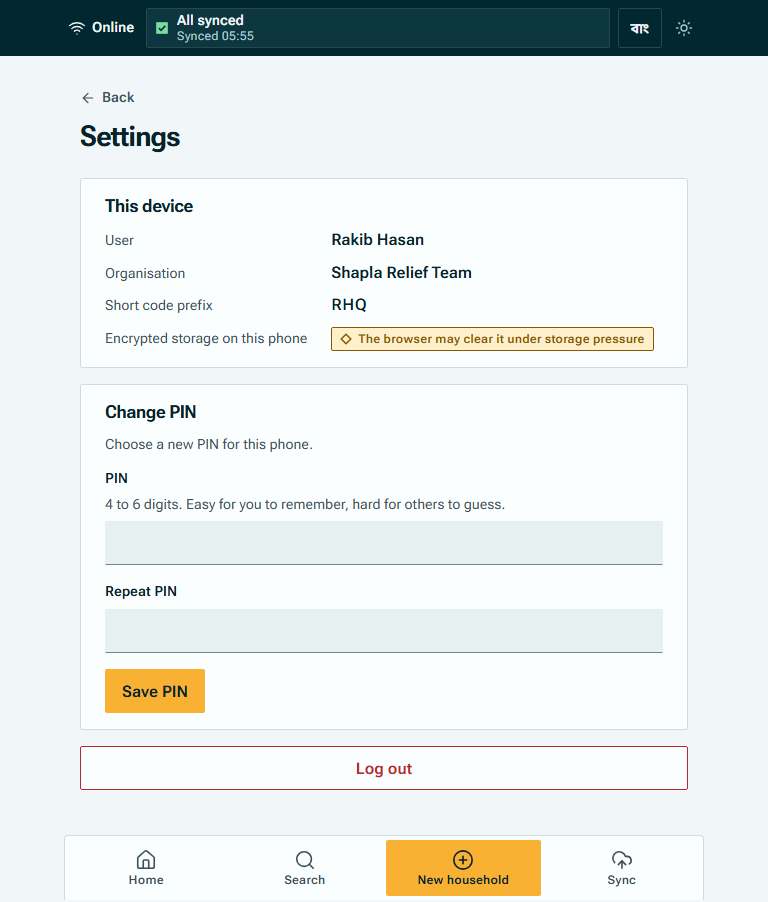 Online
All synced
Synced 05:55
বাং
Back
Settings
This device
User Rakib Hasan
Organisation Shapla Relief Team
Short code prefix RHQ
Encrypted storage on this phone The browser may clear it under storage pressure
Change PIN
Choose a new PIN for this phone.
PIN
4 to 6 digits. Easy for you to remember, hard for others to guess.
Repeat PIN
Save PIN
Log out
Home Search New household Sync